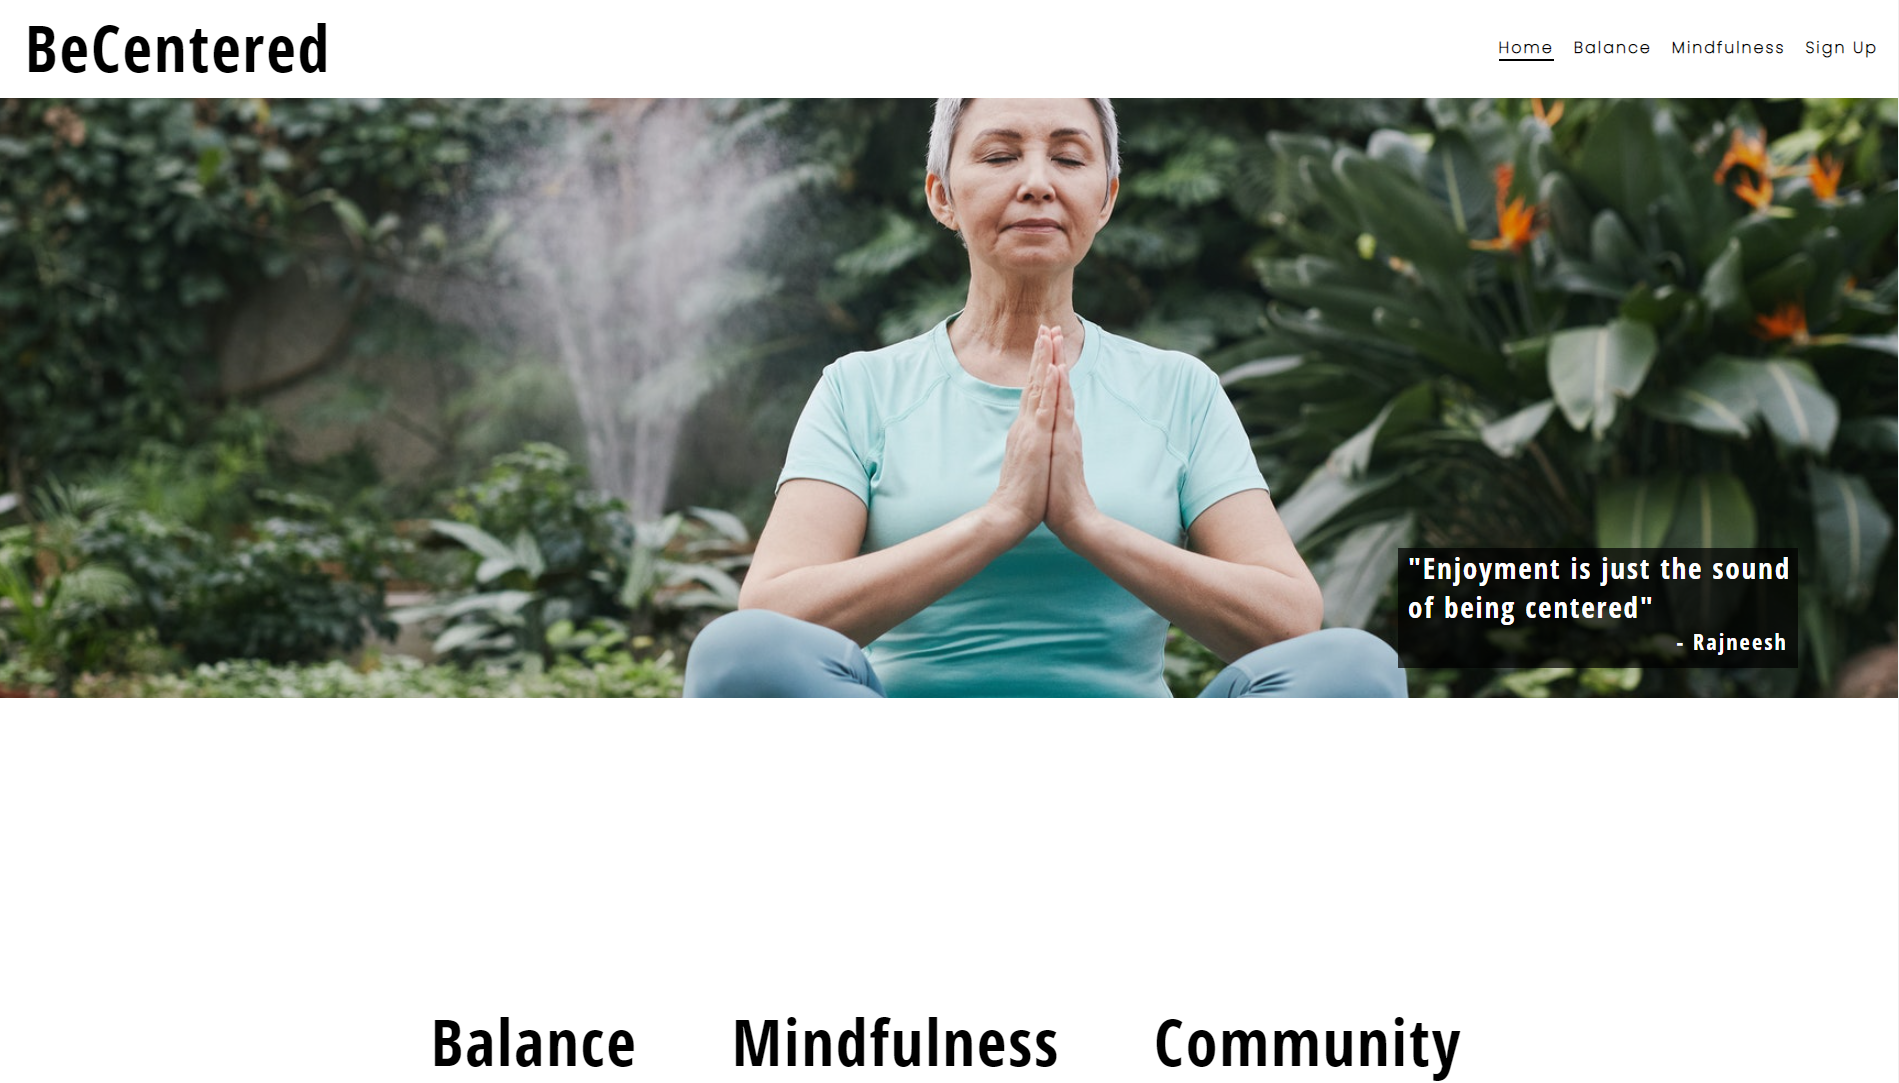 BeCentered
Home Balance Mindfulness Sign Up
"Enjoyment is just the sound
of being centered"
- Rajneesh
Balance Mindfulness Community